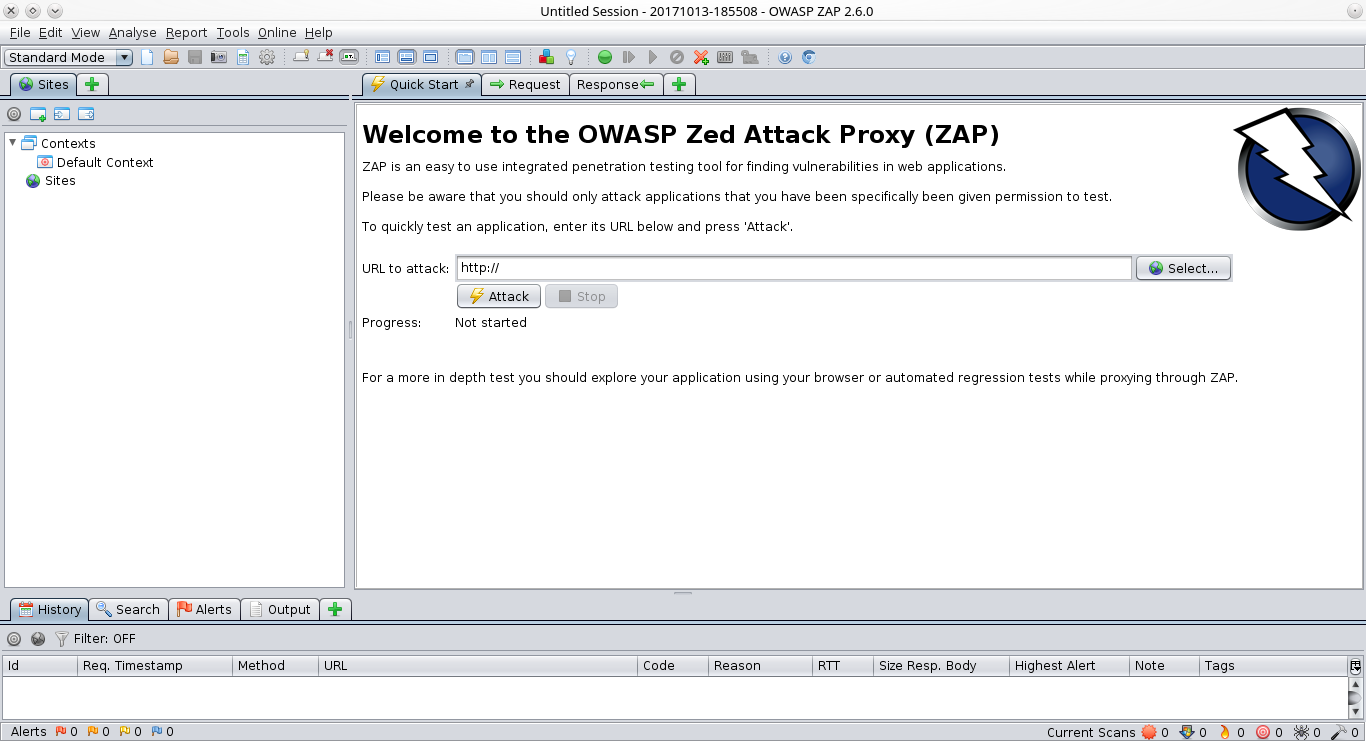 Untitled Session - 20171013-185508 - OWASP ZAP 2.6.0
File Edit View Analyse Report Tools Online Help
Standard Mode
Sites
Quick Start Request Response
Contexts
Default Context
Sites
Welcome to the OWASP Zed Attack Proxy (ZAP)
ZAP is an easy to use integrated penetration testing tool for finding vulnerabilities in web applications.
Please be aware that you should only attack applications that you have been specifically been given permission to test.
To quickly test an application, enter its URL below and press 'Attack'.
URL to attack: http:// Select...
Attack Stop
Progress: Not started
For a more in depth test you should explore your application using your browser or automated regression tests while proxying through ZAP.
History Search Alerts Output
Filter: OFF
Id Req. Timestamp Method URL Code Reason RTT Size Resp. Body Highest Alert Note Tags
Alerts 0 0 0 0 Current Scans 0 0 0 0 0 0